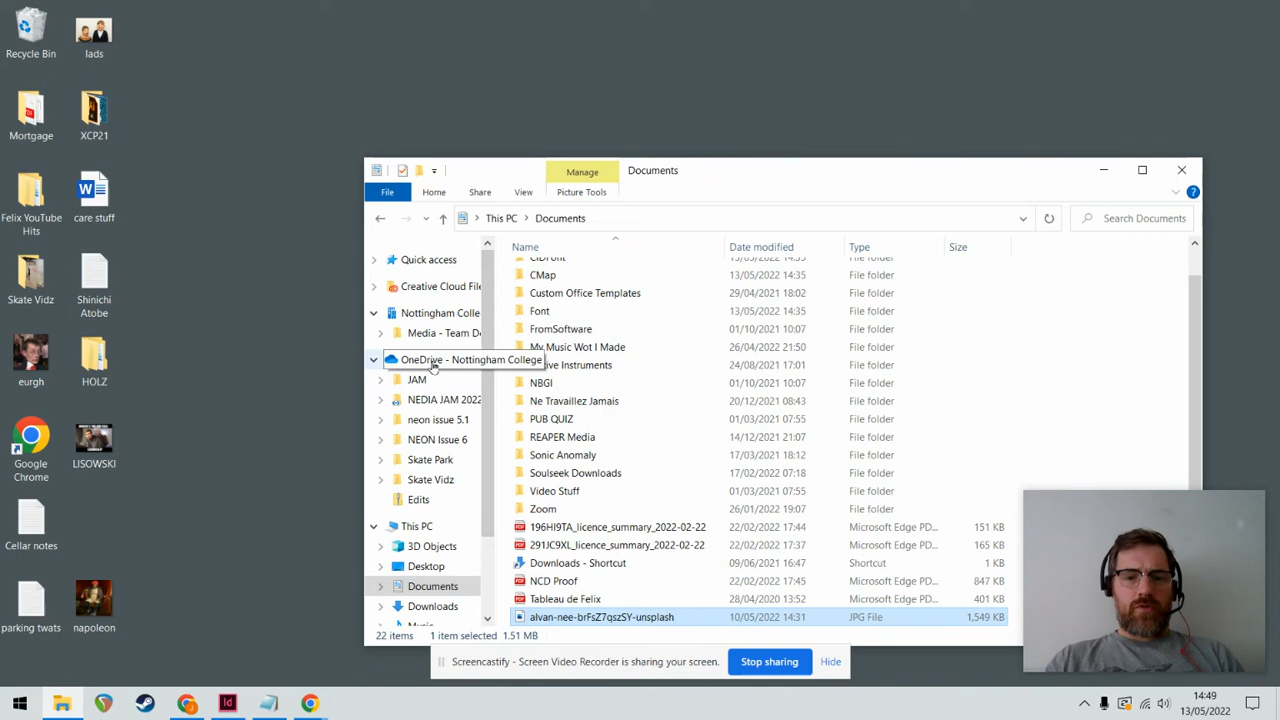 Recycle Bin
lads
Mortgage
XCP21
Felix YouTube
Hits
care stuff
Skate Vidz
Shinichi
Atobe
eurgh
HOLZ
Google
Chrome
LISOWSKI
Cellar notes
parking twats
napoleon
Manage
Documents
File
Home
Share
View
Picture Tools
This PC
Documents
Search Documents
Name
Date modified
Type
Size
Quick access
Creative Cloud File
Nottingham Colle
Media - Team De
OneDrive - Nottingham College
JAM
NEDIA JAM 2022
neon issue 5.1
NEON Issue 6
Skate Park
Skate Vidz
Edits
This PC
3D Objects
Desktop
Documents
Downloads
CIDFont 13/05/2022 14:35 File folder
CMap 13/05/2022 14:35 File folder
Custom Office Templates 29/04/2021 18:02 File folder
Font 13/05/2022 14:35 File folder
FromSoftware 01/10/2021 10:07 File folder
My Music Wot I Made 26/04/2021 21:50 File folder
ive Instruments 24/08/2021 17:01 File folder
NBGI 01/10/2021 10:07 File folder
Ne Travaillez Jamais 20/12/2021 08:43 File folder
PUB QUIZ 01/03/2021 07:55 File folder
REAPER Media 14/12/2021 21:07 File folder
Sonic Anomaly 17/03/2021 18:12 File folder
Soulseek Downloads 17/02/2022 07:18 File folder
Video Stuff 01/03/2021 07:55 File folder
Zoom 26/01/2022 19:07 File folder
196HI9TA_licence_summary_2022-02-22 22/02/2022 17:44 Microsoft Edge PD... 151 KB
291JC9XL_licence_summary_2022-02-22 22/02/2022 17:37 Microsoft Edge PD... 165 KB
Downloads - Shortcut 09/06/2021 16:47 Shortcut 1 KB
NCD Proof 22/02/2022 17:45 Microsoft Edge PD... 847 KB
Tableau de Felix 28/04/2020 13:52 Microsoft Edge PD... 401 KB
alvan-nee-brFsZ7qszSY-unsplash 10/05/2022 14:31 JPG File 1,549 KB
22 items 1 item selected 1.51 MB
Screencastify - Screen Video Recorder is sharing your screen.
Stop sharing
Hide
14:49
13/05/2022